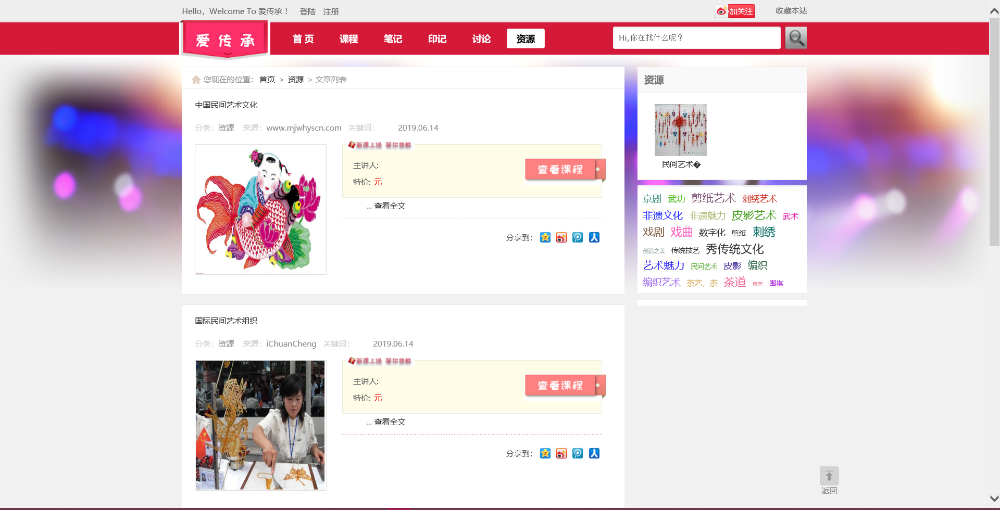 Hello，Welcome To 爱传承！ 登陆 注册 加关注 收藏本站
爱传承 首页 课程 笔记 印记 讨论 资源 Hi,你在找什么呢？
您现在的位置： 首页 > 资源 > 文章列表
中国民间艺术文化
分类：资源 来源：www.mjwhyscn.com 关键词： 2019.06.14
新课上线 等你尝鲜
主讲人:
特价: 元
查看课程
... 查看全文
分享到：
国际民间艺术组织
分类：资源 来源：iChuanCheng 关键词： 2019.06.14
新课上线 等你尝鲜
主讲人:
特价: 元
查看课程
... 查看全文
分享到：
资源
民间艺术�
京剧 武功 剪纸艺术 刺绣艺术
非遗文化 非遗魅力 皮影艺术 武术
戏剧 戏曲 数字化 剪纸 刺绣
创造之美 传统技艺 秀传统文化
艺术魅力 民间艺术 皮影 编织
编织艺术 茶艺，茶 茶道 棋艺 围棋
返回